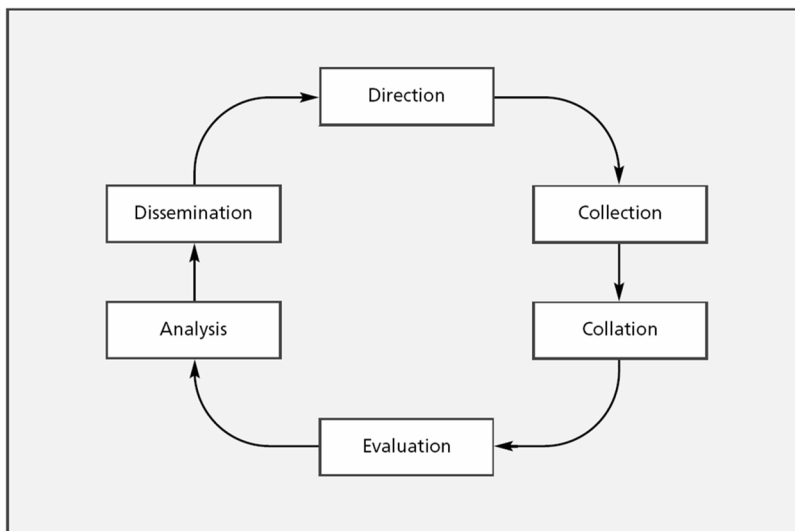 Direction
Collection
Collation
Evaluation
Analysis
Dissemination